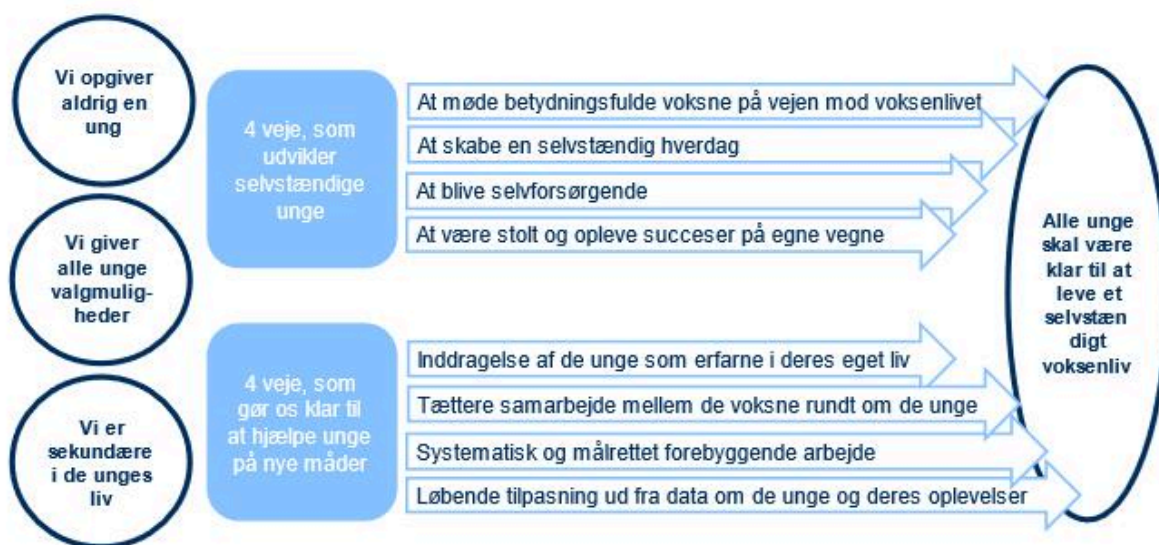 Vi opgiver
aldrig en
ung
Vi giver
alle unge
valgmulig-
heder
Vi er
sekundære
i de unges
liv
4 veje, som
udvikler
selvstændige
unge
At møde betydningsfulde voksne på vejen mod voksenlivet
At skabe en selvstændig hverdag
At blive selvforsørgende
At være stolt og opleve succeser på egne vegne
4 veje, som
gør os klar til
at hjælpe unge
på nye måder
Inddragelse af de unge som erfarne i deres eget liv
Tættere samarbejde mellem de voksne rundt om de unge
Systematisk og målrettet forebyggende arbejde
Løbende tilpasning ud fra data om de unge og deres oplevelser
Alle unge
skal være
klar til at
leve et
selvstæn
digt
voksenliv